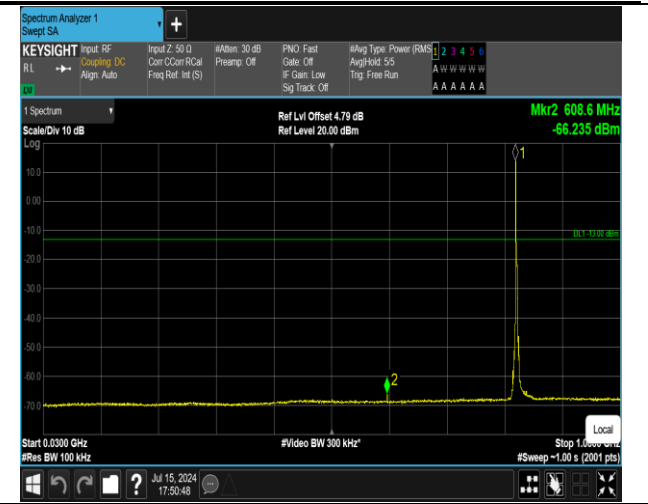 Spectrum Analyzer 1
Swept SA
+
KEYSIGHT Input: RF Input Z: 50 Ω #Atten: 30 dB PNO: Fast #Avg Type: Power (RMS 1 2 3 4 5 6
RL Coupling: DC Corr CCorr RCal Preamp: Off Gate: Off Avg|Hold: 5/5 A W W W W W
Align: Auto Freq Ref: Int (S) IF Gain: Low Trig: Free Run
LXI Sig Track: Off A A A A A A
1 Spectrum Mkr2 608.6 MHz
Ref Lvl Offset 4.79 dB
Scale/Div 10 dB Ref Level 20.00 dBm -66.235 dBm
Log
1
10.0
0.00
DL1 -13.00 dBm
-10.0
-20.0
-30.0
-40.0
-50.0
-60.0
2
-70.0
Local
Start 0.0300 GHz #Video BW 300 kHz* Stop
#Res BW 100 kHz #Sweep ~1.00 s (2001 pts)
? Jul 15, 2024
17:50:48